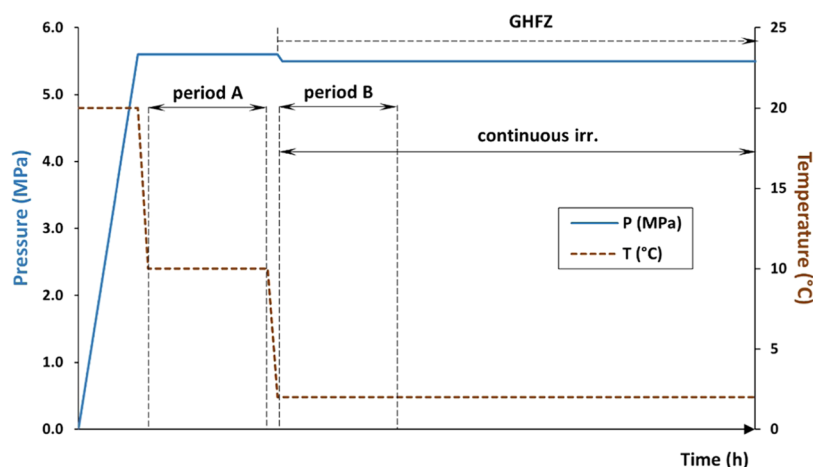 GHFZ
6.0
5.0
4.0
3.0
2.0
1.0
0.0
Pressure (MPa)
period A
period B
continuous irr.
P (MPa)
T (°C)
25
20
15
10
5
0
Temperature (°C)
Time (h)